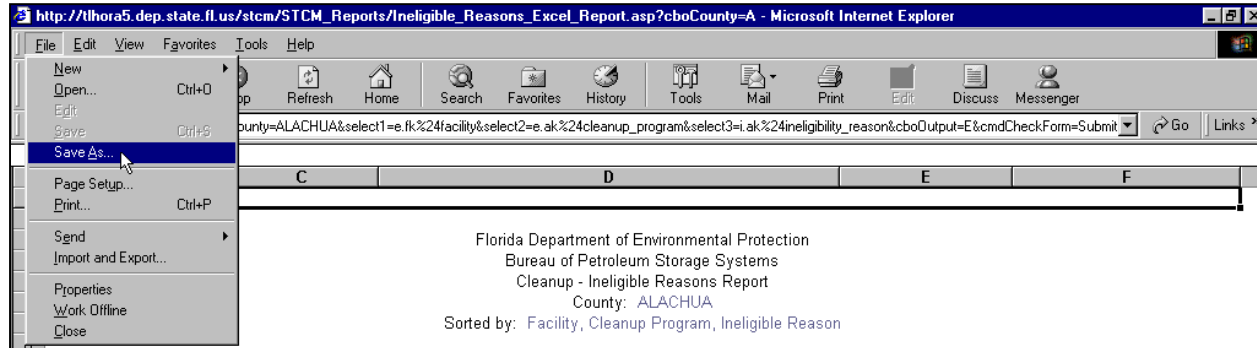 http://tlhora5.dep.state.fl.us/stcm/STCM_Reports/Ineligible_Reasons_Excel_Report.asp?cboCounty=A - Microsoft Internet Explorer
File Edit View Favorites Tools Help
New
Open... Ctrl+O
Edit
Save Ctrl+S
Save As...
Page Setup...
Print... Ctrl+P
Send
Import and Export...
Properties
Work Offline
Close
op Refresh Home Search Favorites History Tools Mail Print Edit Discuss Messenger
ounty=ALACHUA&select1=e.fk%24facility&select2=e.ak%24cleanup_program&select3=i.ak%24ineligibility_reason&cboOutput=E&cmdCheckForm=Submit Go Links »
C D E F
Florida Department of Environmental Protection
Bureau of Petroleum Storage Systems
Cleanup - Ineligible Reasons Report
County: ALACHUA
Sorted by: Facility, Cleanup Program, Ineligible Reason